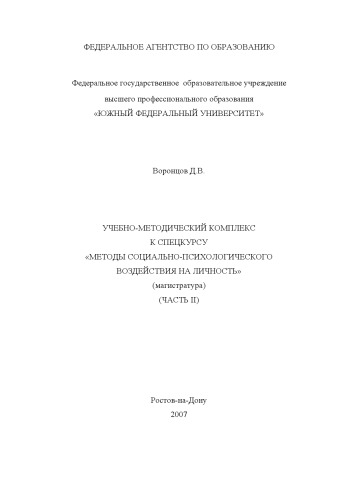 ФЕДЕРАЛЬНОЕ АГЕНТСТВО ПО ОБРАЗОВАНИЮ
Федеральное государственное образовательное учреждение
высшего профессионального образования
«ЮЖНЫЙ ФЕДЕРАЛЬНЫЙ УНИВЕРСИТЕТ»
Воронцов Д.В.
УЧЕБНО-МЕТОДИЧЕСКИЙ КОМПЛЕКС
К СПЕЦКУРСУ
«МЕТОДЫ СОЦИАЛЬНО-ПСИХОЛОГИЧЕСКОГО
ВОЗДЕЙСТВИЯ НА ЛИЧНОСТЬ»
(магистратура)
(ЧАСТЬ II)
Ростов-на-Дону
2007